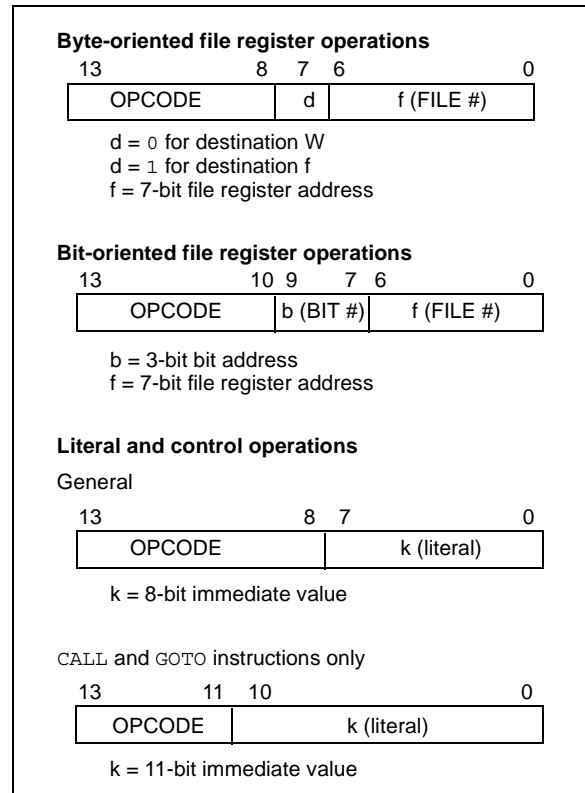 Byte-oriented file register operations
13 8 7 6 0
OPCODE d f (FILE #)
d = 0 for destination W
d = 1 for destination f
f = 7-bit file register address
Bit-oriented file register operations
13 10 9 7 6 0
OPCODE b (BIT #) f (FILE #)
b = 3-bit bit address
f = 7-bit file register address
Literal and control operations
General
13 8 7 0
OPCODE k (literal)
k = 8-bit immediate value
CALL and GOTO instructions only
13 11 10 0
OPCODE k (literal)
k = 11-bit immediate value